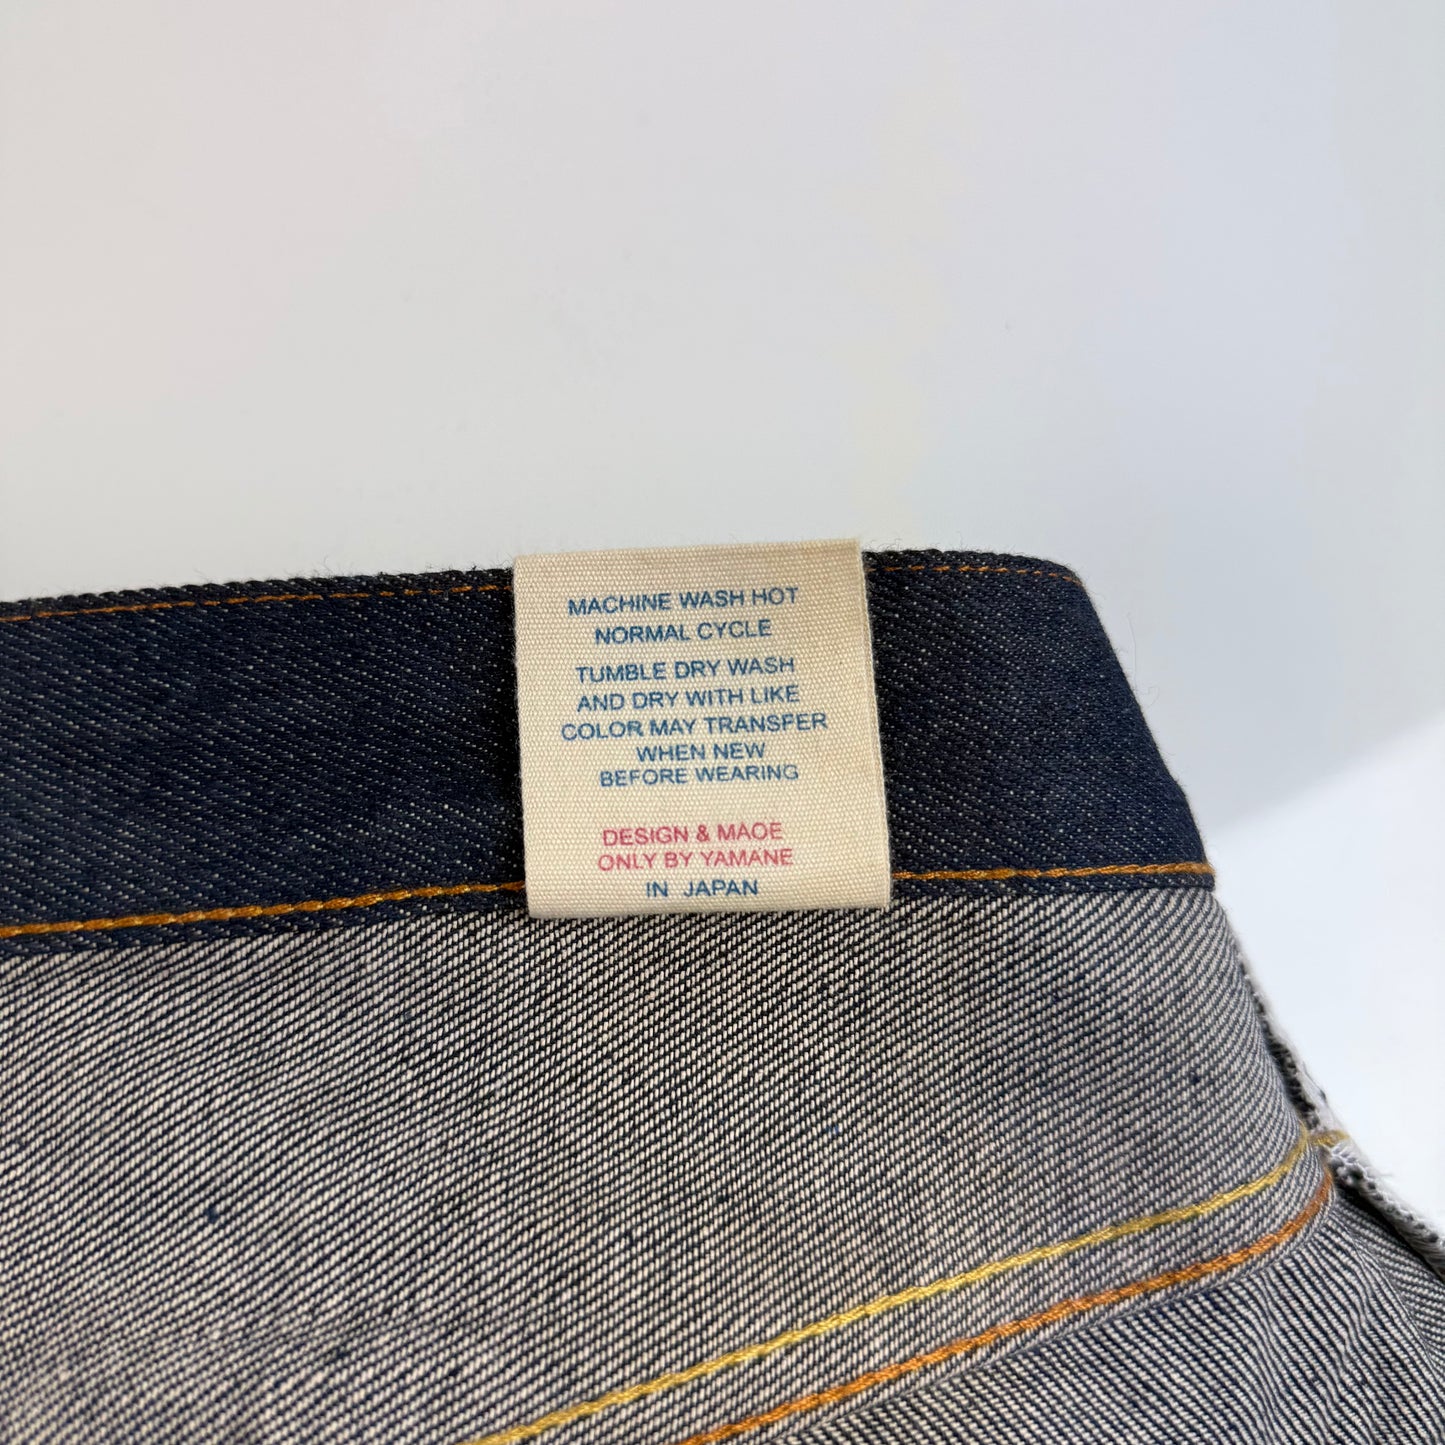 MACHINE WASH HOT
NORMAL CYCLE
TUMBLE DRY WASH
AND DRY WITH LIKE
COLOR MAY TRANSFER
WHEN NEW
BEFORE WEARING
DESIGN & MAOE
ONLY BY YAMANE
IN JAPAN